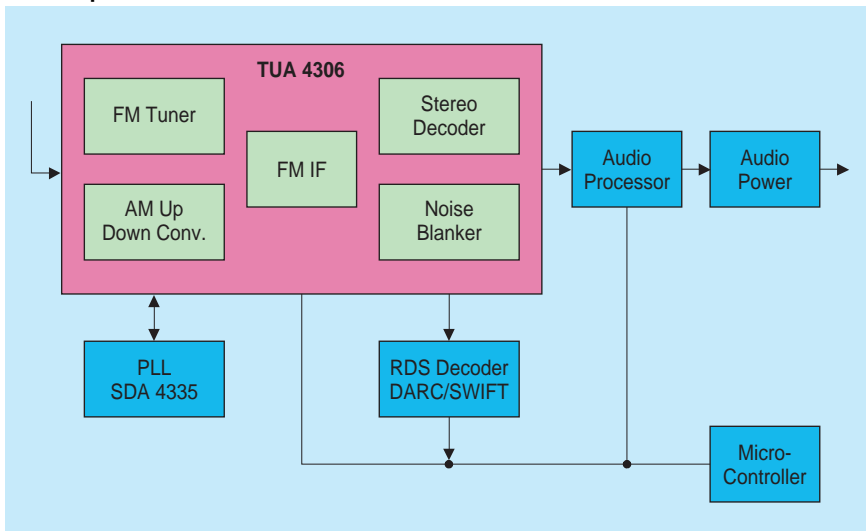 TUA 4306
FM Tuner
Stereo
Decoder
FM IF
AM Up
Down Conv.
Noise
Blanker
Audio
Processor
Audio
Power
PLL
SDA 4335
RDS Decoder
DARC/SWIFT
Micro-
Controller